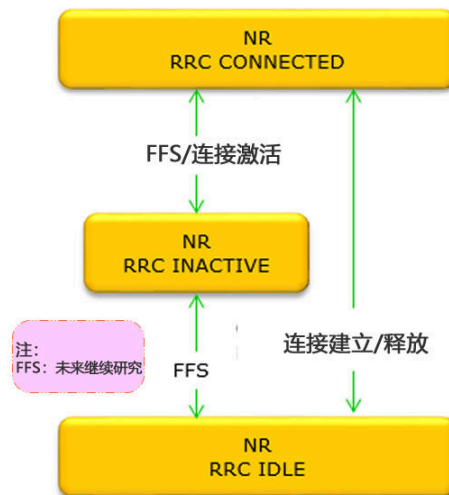 NR
RRC CONNECTED
FFS/连接激活
NR
RRC INACTIVE
注:
FFS: 未来继续研究
FFS
连接建立/释放
NR
RRC IDLE